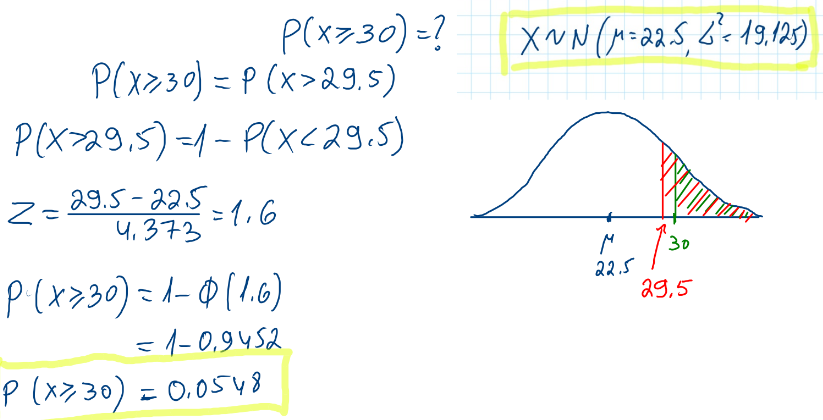 P(X≥30)=?
X~N(μ=22.5, σ²=19,125)
P(X≥30) = P(X>29.5)
P(X>29,5)=1-P(X<29.5)
Z = (29.5-22.5)/4.373 = 1.6
P(X≥30) = 1-Φ(1.6)
= 1-0.9452
P(X≥30) = 0.0548
μ
22.5
30
29.5